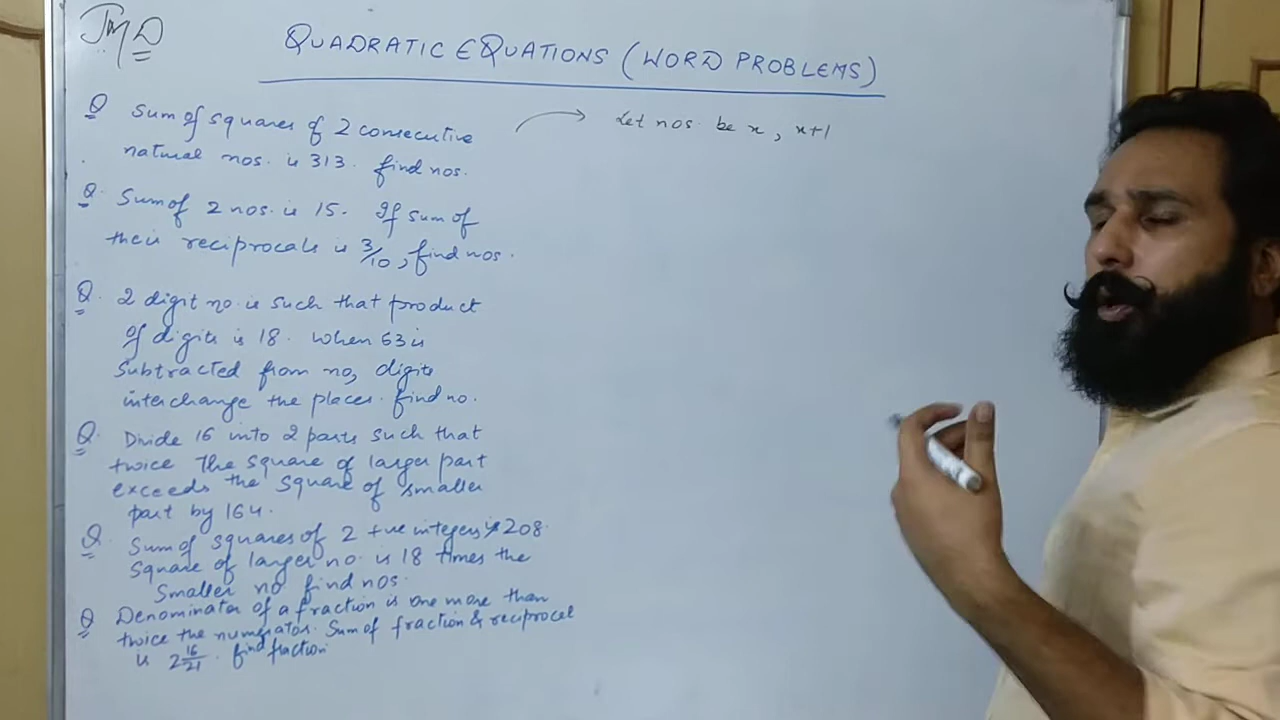 JMD
QUADRATIC EQUATIONS (WORD PROBLEMS)
Q Sum of squares of 2 consecutive
natural nos. is 313. find nos.
Let nos. be x, x+1
Q. Sum of 2 nos. is 15. If sum of
their reciprocals is 3/10, find nos.
Q. 2 digit no. is such that product
of digits is 18. When 63 is
subtracted from no, digits
interchange the places. find no.
Q. Divide 16 into 2 parts such that
twice the square of larger part
exceeds the square of smaller
part by 164.
Q. Sum of squares of 2 +ve integers is 208.
Square of larger no. is 18 times the
smaller no find nos.
Q Denominator of a fraction is one more than
twice the numerator. Sum of fraction & reciprocal
is 2 16/21. find fraction